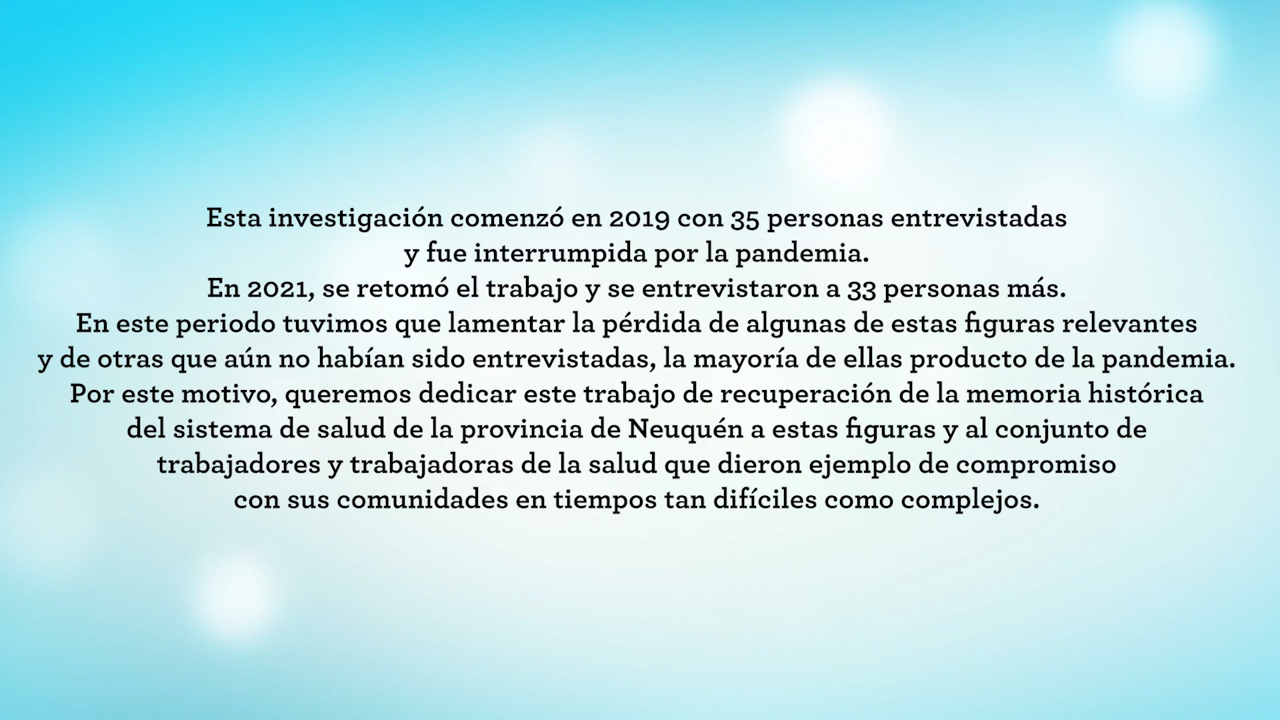 Esta investigación comenzó en 2019 con 35 personas entrevistadas
y fue interrumpida por la pandemia.
En 2021, se retomó el trabajo y se entrevistaron a 33 personas más.
En este periodo tuvimos que lamentar la pérdida de algunas de estas figuras relevantes
y de otras que aún no habían sido entrevistadas, la mayoría de ellas producto de la pandemia.
Por este motivo, queremos dedicar este trabajo de recuperación de la memoria histórica
del sistema de salud de la provincia de Neuquén a estas figuras y al conjunto de
trabajadores y trabajadoras de la salud que dieron ejemplo de compromiso
con sus comunidades en tiempos tan difíciles como complejos.